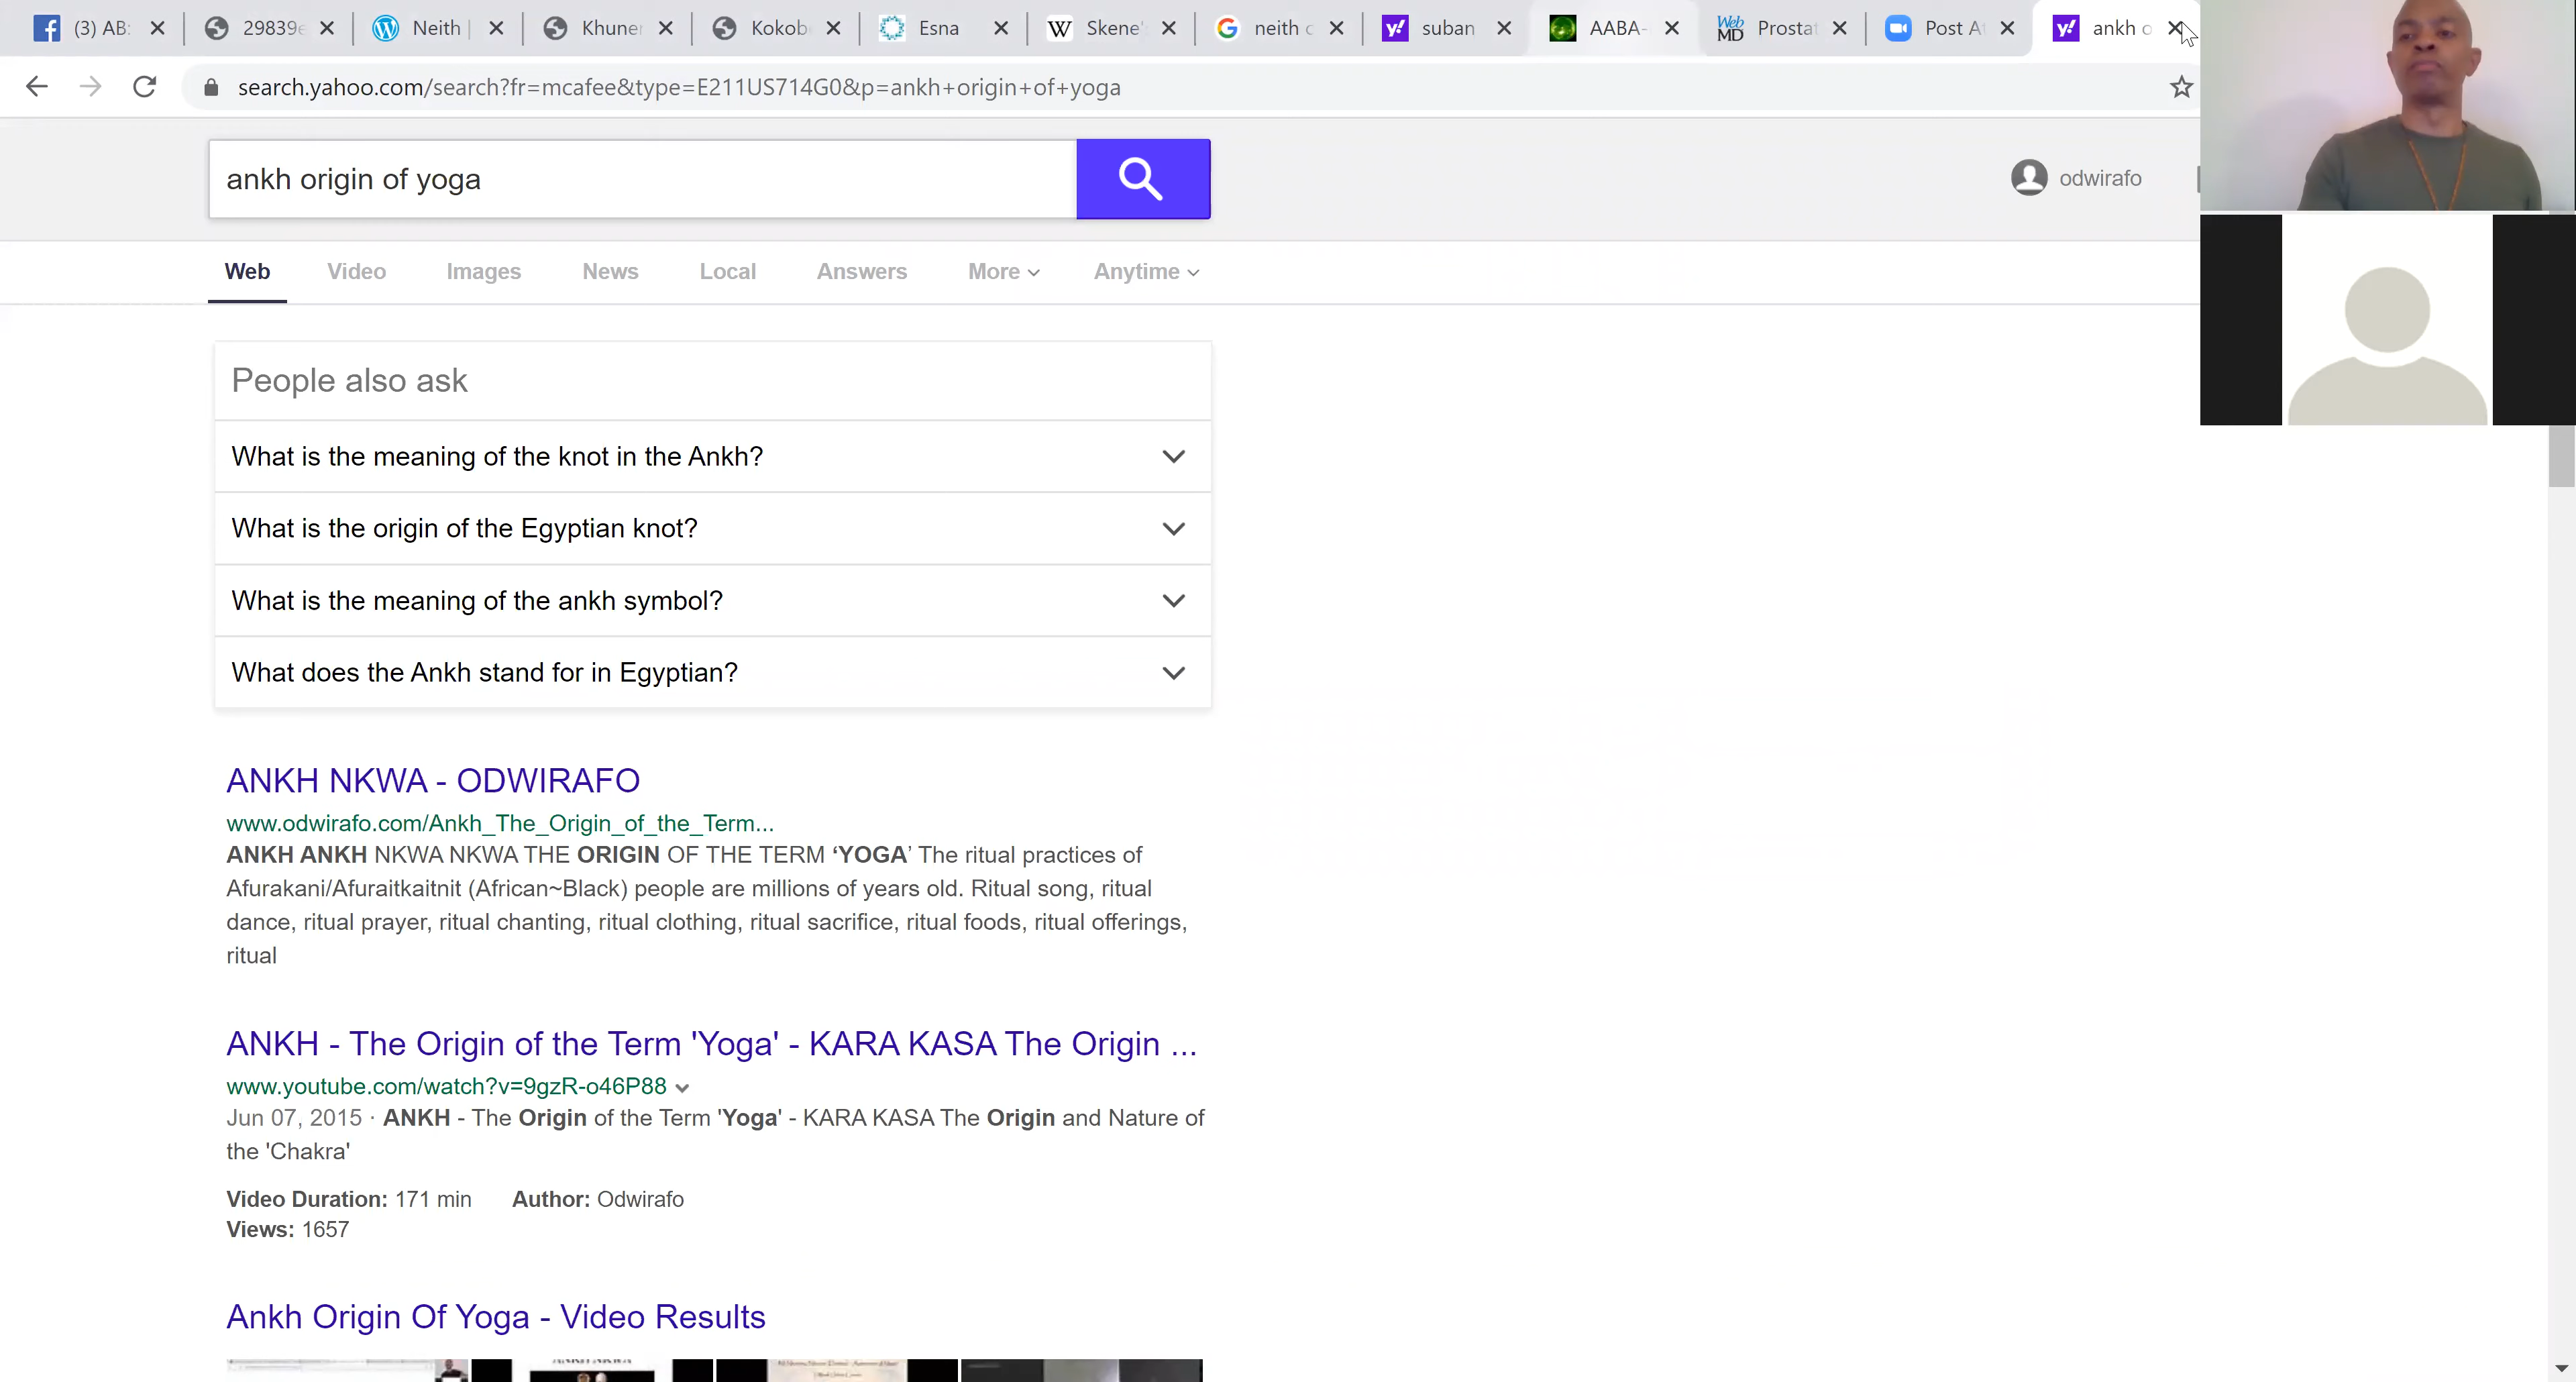 (3) AB:
29839e
Neith |
Khuner
Kokobi
Esna
W
Skene'
G
neith o
y!
suban
AABA-
Web
MD
Prostat
Post At
y!
ankh o
search.yahoo.com/search?fr=mcafee&type=E211US714G0&p=ankh+origin+of+yoga
ankh origin of yoga
odwirafo
Web
Video
Images
News
Local
Answers
More
Anytime
People also ask
What is the meaning of the knot in the Ankh?
What is the origin of the Egyptian knot?
What is the meaning of the ankh symbol?
What does the Ankh stand for in Egyptian?
ANKH NKWA - ODWIRAFO
www.odwirafo.com/Ankh_The_Origin_of_the_Term...
ANKH ANKH NKWA NKWA THE ORIGIN OF THE TERM ‘YOGA’ The ritual practices of
Afurakani/Afuraitkaitnit (African~Black) people are millions of years old. Ritual song, ritual
dance, ritual prayer, ritual chanting, ritual clothing, ritual sacrifice, ritual foods, ritual offerings,
ritual
ANKH - The Origin of the Term 'Yoga' - KARA KASA The Origin ...
www.youtube.com/watch?v=9gzR-o46P88
Jun 07, 2015 · ANKH - The Origin of the Term 'Yoga' - KARA KASA The Origin and Nature of
the 'Chakra'
Video Duration: 171 min Author: Odwirafo
Views: 1657
Ankh Origin Of Yoga - Video Results